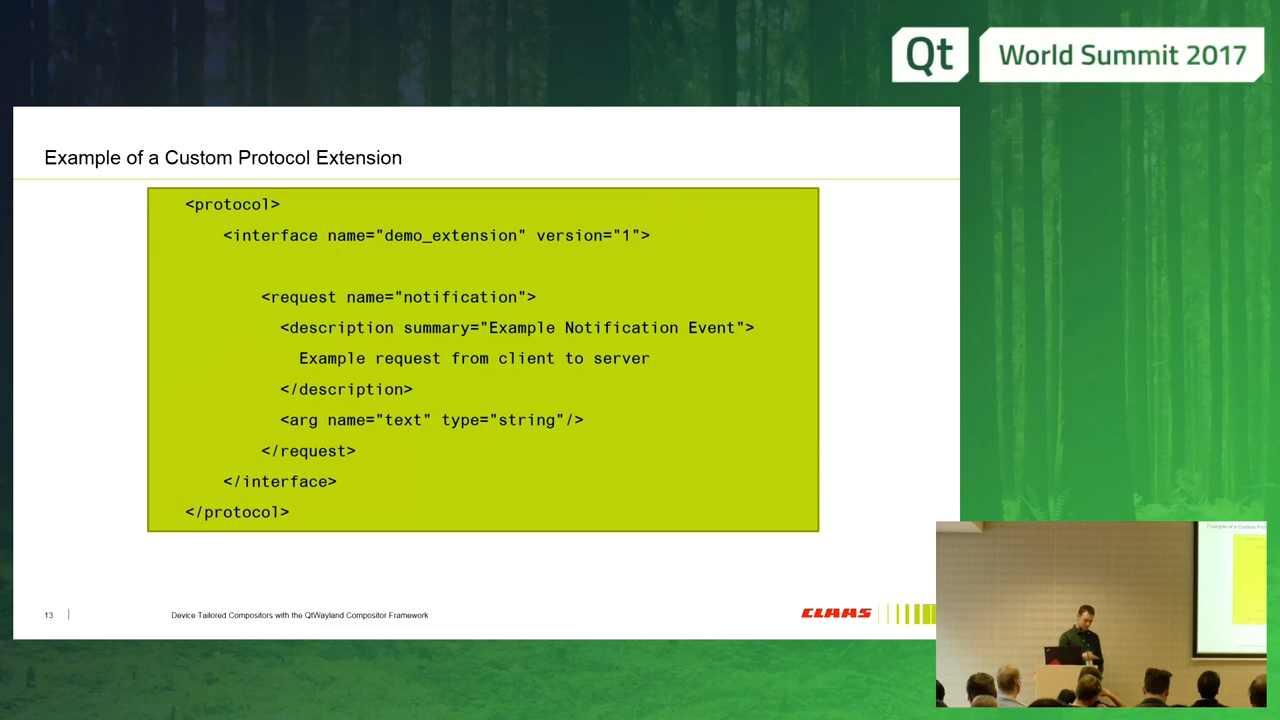 Qt World Summit 2017
Example of a Custom Protocol Extension
<protocol>
<interface name="demo_extension" version="1">
<request name="notification">
<description summary="Example Notification Event">
Example request from client to server
</description>
<arg name="text" type="string"/>
</request>
</interface>
</protocol>
13 | Device Tailored Compositors with the QtWayland Compositor Framework
CLAAS